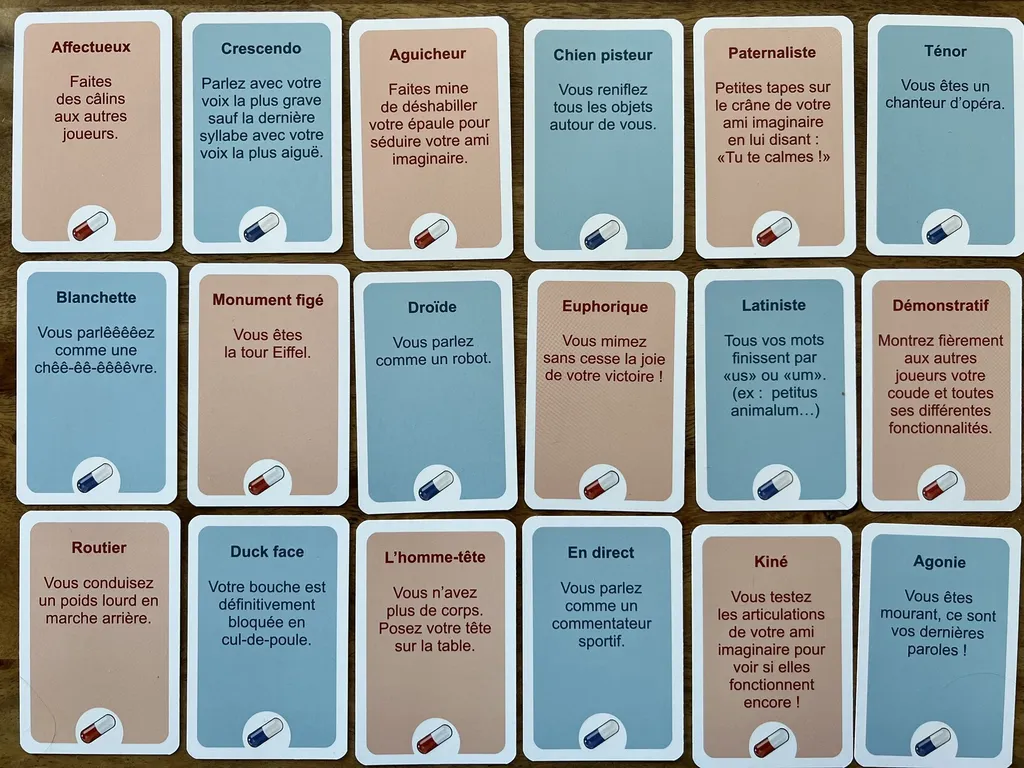 Affectueux
Faites
des câlins
aux autres
joueurs.
Crescendo
Parlez avec votre
voix la plus grave
sauf la dernière
syllabe avec votre
voix la plus aiguë.
Aguicheur
Faites mine
de déshabiller
votre épaule pour
séduire votre ami
imaginaire.
Chien pisteur
Vous reniflez
tous les objets
autour de vous.
Paternaliste
Petites tapes sur
le crâne de votre
ami imaginaire
en lui disant :
«Tu te calmes !»
Ténor
Vous êtes un
chanteur d'opéra.
Blanchette
Vous parlêêêêez
comme une
chêê-êê-êêêêvre.
Monument figé
Vous êtes
la tour Eiffel.
Droïde
Vous parlez
comme un robot.
Euphorique
Vous mimez
sans cesse la joie
de votre victoire !
Latiniste
Tous vos mots
finissent par
«us» ou «um».
(ex : petitus
animalum...)
Démonstratif
Montrez fièrement
aux autres
joueurs votre
coude et toutes
ses différentes
fonctionnalités.
Routier
Vous conduisez
un poids lourd en
marche arrière.
Duck face
Votre bouche est
définitivement
bloquée en
cul-de-poule.
L'homme-tête
Vous n'avez
plus de corps.
Posez votre tête
sur la table.
En direct
Vous parlez
comme un
commentateur
sportif.
Kiné
Vous testez
les articulations
de votre ami
imaginaire pour
voir si elles
fonctionnent
encore !
Agonie
Vous êtes
mourant, ce sont
vos dernières
paroles !